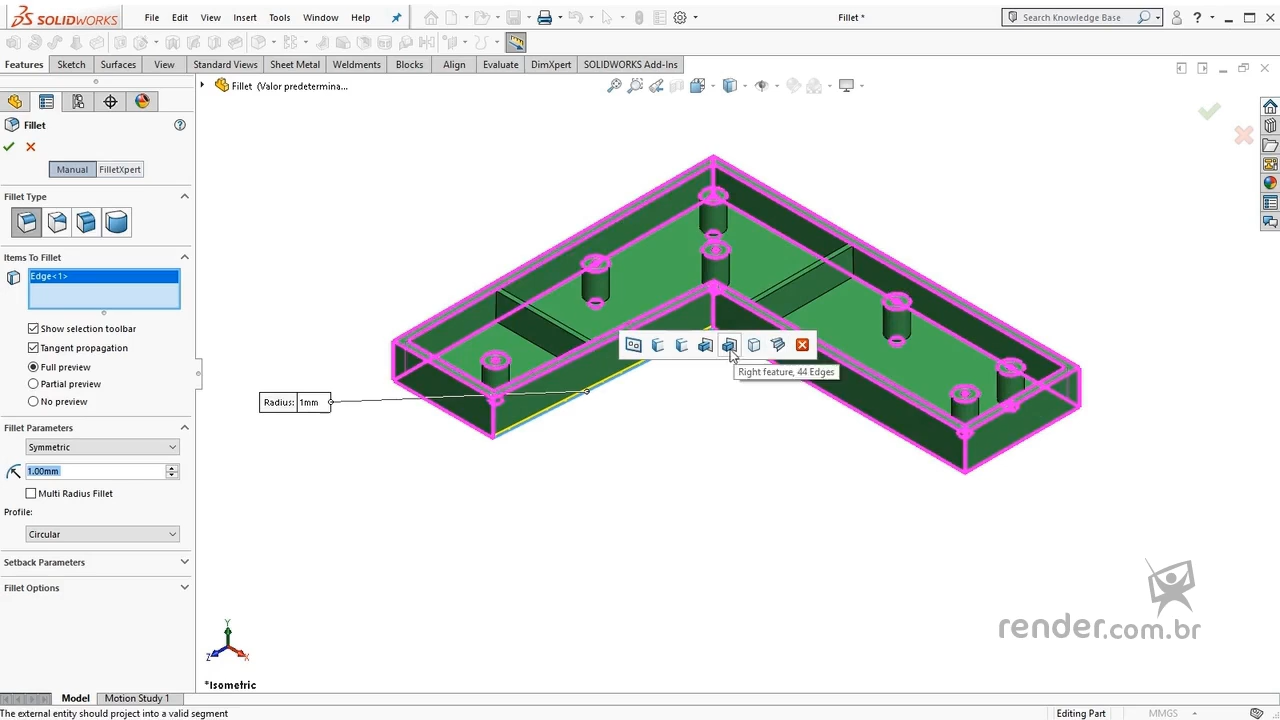 SOLIDWORKS File Edit View Insert Tools Window Help Fillet * Search Knowledge Base ?
Features Sketch Surfaces View Standard Views Sheet Metal Weldments Blocks Align Evaluate DimXpert SOLIDWORKS Add-Ins
Fillet (Valor predetermina...
Fillet ?
Manual FilletXpert
Fillet Type
Items To Fillet
Edge<1>
Show selection toolbar
Tangent propagation
Full preview
Partial preview
No preview
Right feature, 44 Edges
Radius: 1mm
Fillet Parameters
Symmetric
1.00mm
Multi Radius Fillet
Profile:
Circular
Setback Parameters
Fillet Options
render.com.br
Y
Z X
*Isometric
Model Motion Study 1
The external entity should project into a valid segment Editing Part MMGS